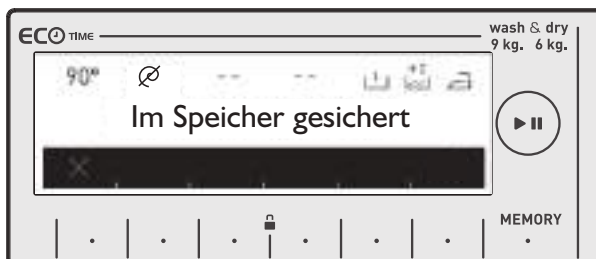 ECO TIME
wash & dry
9 kg. 6 kg.
90°
Im Speicher gesichert
MEMORY